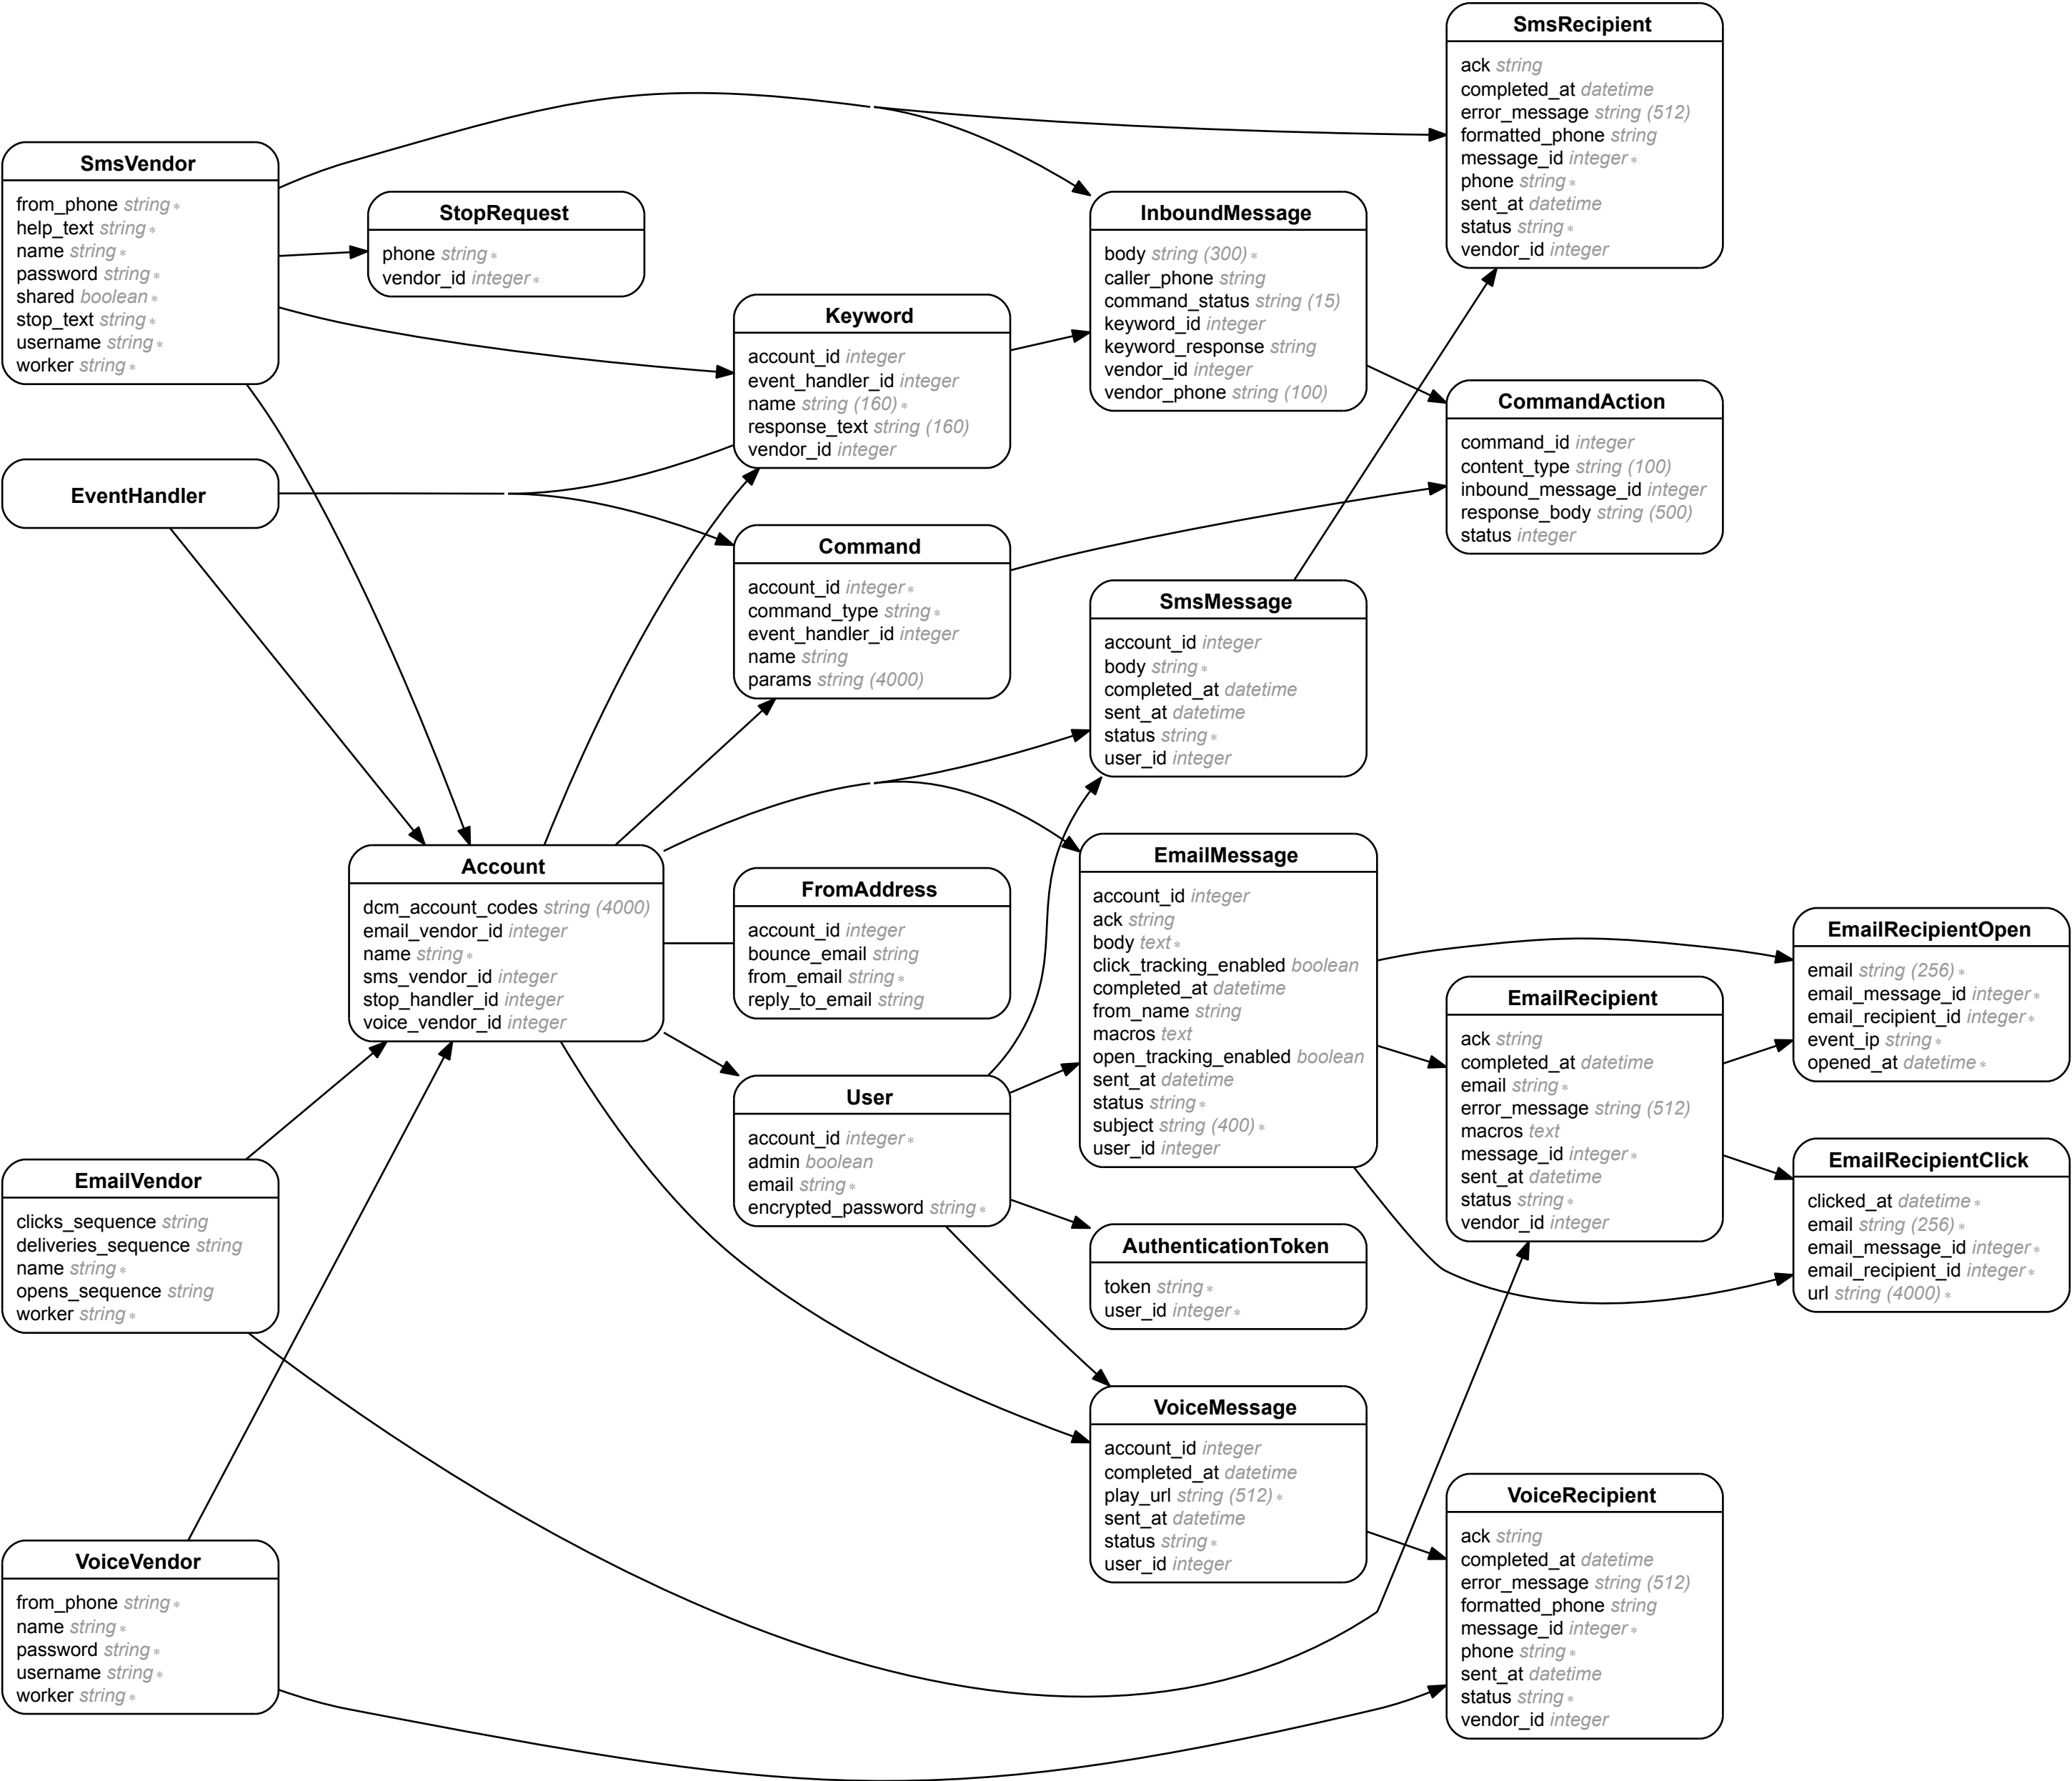 SmsRecipient
ack string
completed_at datetime
error_message string (512)
formatted_phone string
message_id integer *
phone string *
sent_at datetime
status string *
vendor_id integer
SmsVendor
from_phone string *
help_text string *
name string *
password string *
shared boolean *
stop_text string *
username string *
worker string *
StopRequest
phone string *
vendor_id integer *
InboundMessage
body string (300) *
caller_phone string
command_status string (15)
keyword_id integer
keyword_response string
vendor_id integer
vendor_phone string (100)
Keyword
account_id integer
event_handler_id integer
name string (160) *
response_text string (160)
vendor_id integer
CommandAction
command_id integer
content_type string (100)
inbound_message_id integer
response_body string (500)
status integer
EventHandler
Command
account_id integer *
command_type string *
event_handler_id integer
name string
params string (4000)
SmsMessage
account_id integer
body string *
completed_at datetime
sent_at datetime
status string *
user_id integer
Account
dcm_account_codes string (4000)
email_vendor_id integer
name string *
sms_vendor_id integer
stop_handler_id integer
voice_vendor_id integer
FromAddress
account_id integer
bounce_email string
from_email string *
reply_to_email string
EmailMessage
account_id integer
ack string
body text *
click_tracking_enabled boolean
completed_at datetime
from_name string
macros text
open_tracking_enabled boolean
sent_at datetime
status string *
subject string (400) *
user_id integer
EmailRecipientOpen
email string (256) *
email_message_id integer *
email_recipient_id integer *
event_ip string *
opened_at datetime *
EmailRecipient
ack string
completed_at datetime
email string *
error_message string (512)
macros text
message_id integer *
sent_at datetime
status string *
vendor_id integer
User
account_id integer *
admin boolean
email string *
encrypted_password string *
EmailRecipientClick
clicked_at datetime *
email string (256) *
email_message_id integer *
email_recipient_id integer *
url string (4000) *
EmailVendor
clicks_sequence string
deliveries_sequence string
name string *
opens_sequence string
worker string *
AuthenticationToken
token string *
user_id integer *
VoiceMessage
account_id integer
completed_at datetime
play_url string (512) *
sent_at datetime
status string *
user_id integer
VoiceRecipient
ack string
completed_at datetime
error_message string (512)
formatted_phone string
message_id integer *
phone string *
sent_at datetime
status string *
vendor_id integer
VoiceVendor
from_phone string *
name string *
password string *
username string *
worker string *